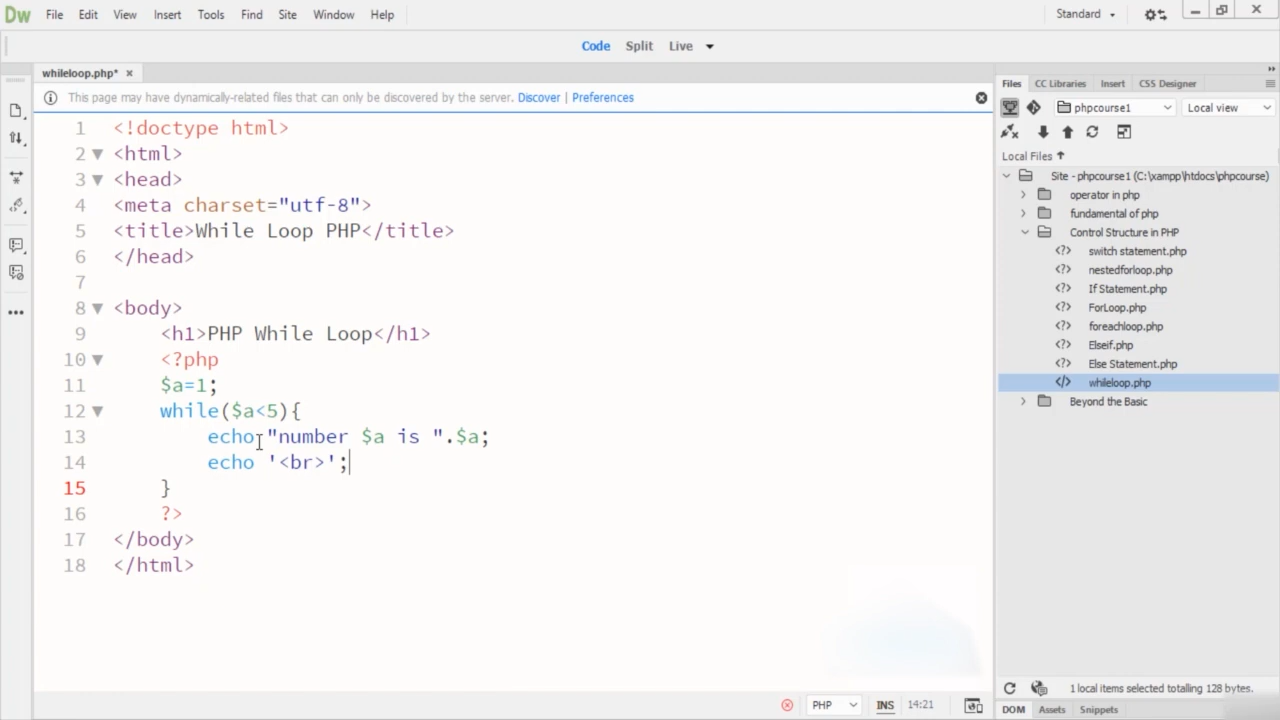 Dw File Edit View Insert Tools Find Site Window Help Standard
Code Split Live
whileloop.php*
This page may have dynamically-related files that can only be discovered by the server. Discover | Preferences
1 <!doctype html>
2 <html>
3 <head>
4 <meta charset="utf-8">
5 <title>While Loop PHP</title>
6 </head>
7
8 <body>
9 <h1>PHP While Loop</h1>
10 <?php
11 $a=1;
12 while($a<5){
13 echo "number $a is ".$a;
14 echo '<br>';
15 }
16 ?>
17 </body>
18 </html>
PHP INS 14:21
Files CC Libraries Insert CSS Designer
phpcourse1 Local view
Local Files
Site - phpcourse1 (C:\xampp\htdocs\phpcourse)
operator in php
fundamental of php
Control Structure in PHP
switch statement.php
nestedforloop.php
If Statement.php
ForLoop.php
foreachloop.php
Elseif.php
Else Statement.php
whileloop.php
Beyond the Basic
1 local items selected totalling 128 bytes.
DOM Assets Snippets